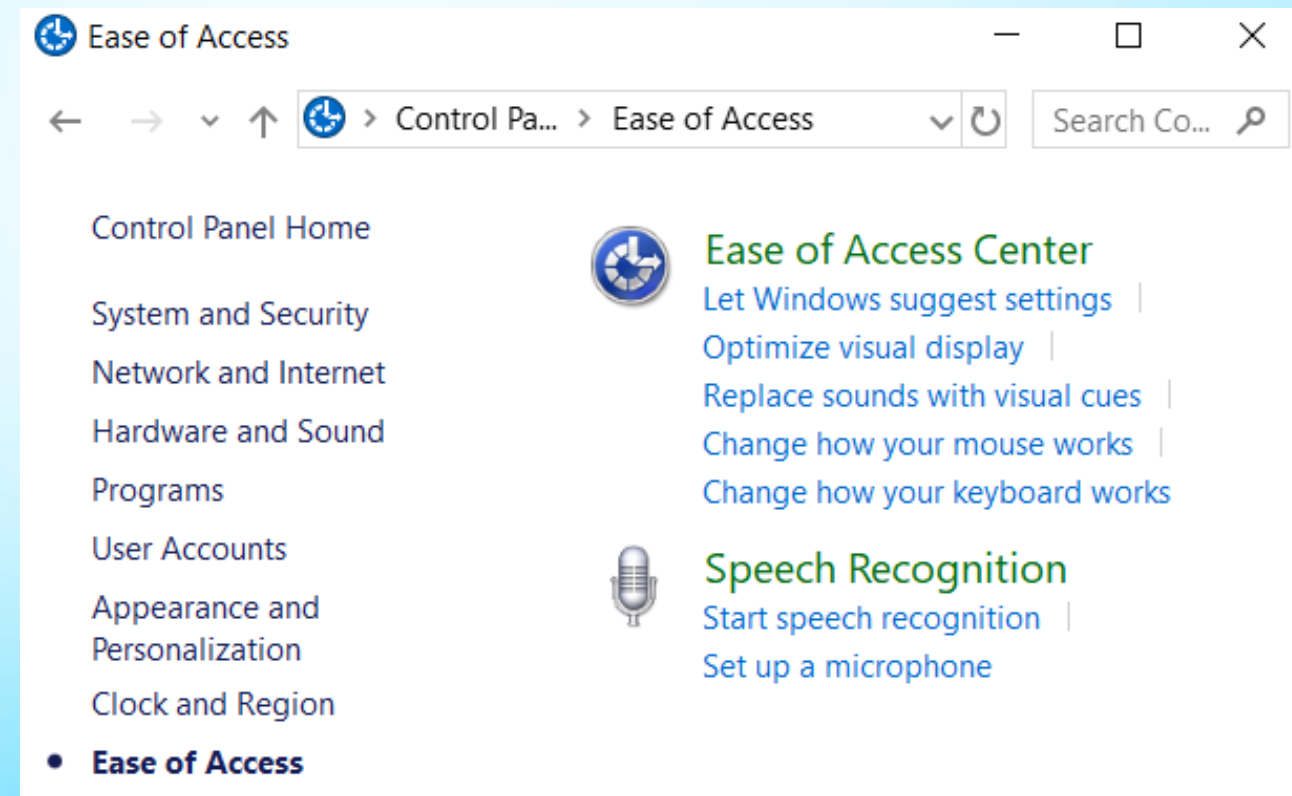 Ease of Access
Control Pa... > Ease of Access
Search Co...
Control Panel Home
System and Security
Network and Internet
Hardware and Sound
Programs
User Accounts
Appearance and
Personalization
Clock and Region
Ease of Access
Ease of Access Center
Let Windows suggest settings
Optimize visual display
Replace sounds with visual cues
Change how your mouse works
Change how your keyboard works
Speech Recognition
Start speech recognition
Set up a microphone